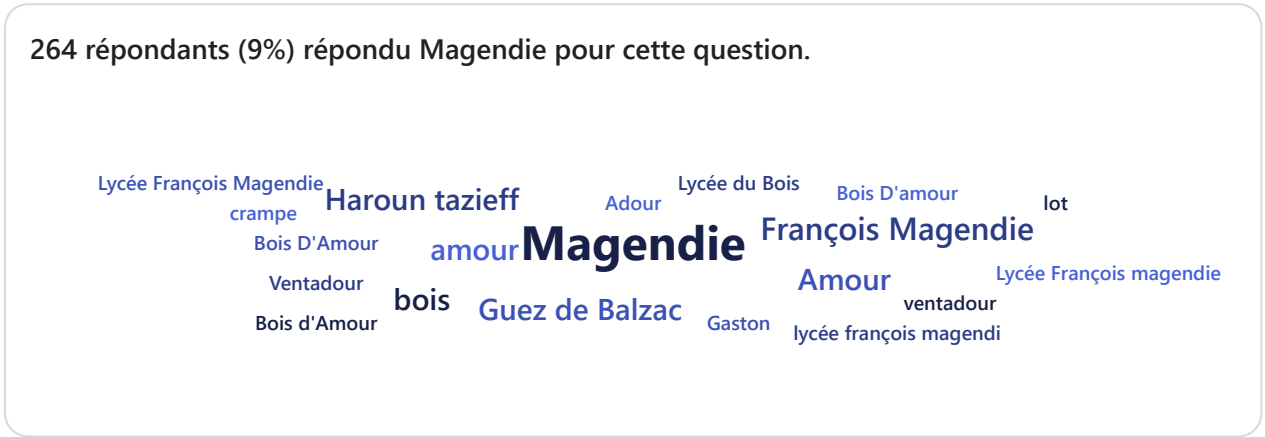 264 répondants (9%) répondu Magendie pour cette question.
Lycée François Magendie
Haroun tazieff
Adour
Lycée du Bois
Bois D'amour
lot
crampe
Bois D'Amour
amour
Magendie
François Magendie
Ventadour
bois
Guez de Balzac
Amour
Lycée François magendie
ventadour
Bois d'Amour
Gaston
lycée françois magendi